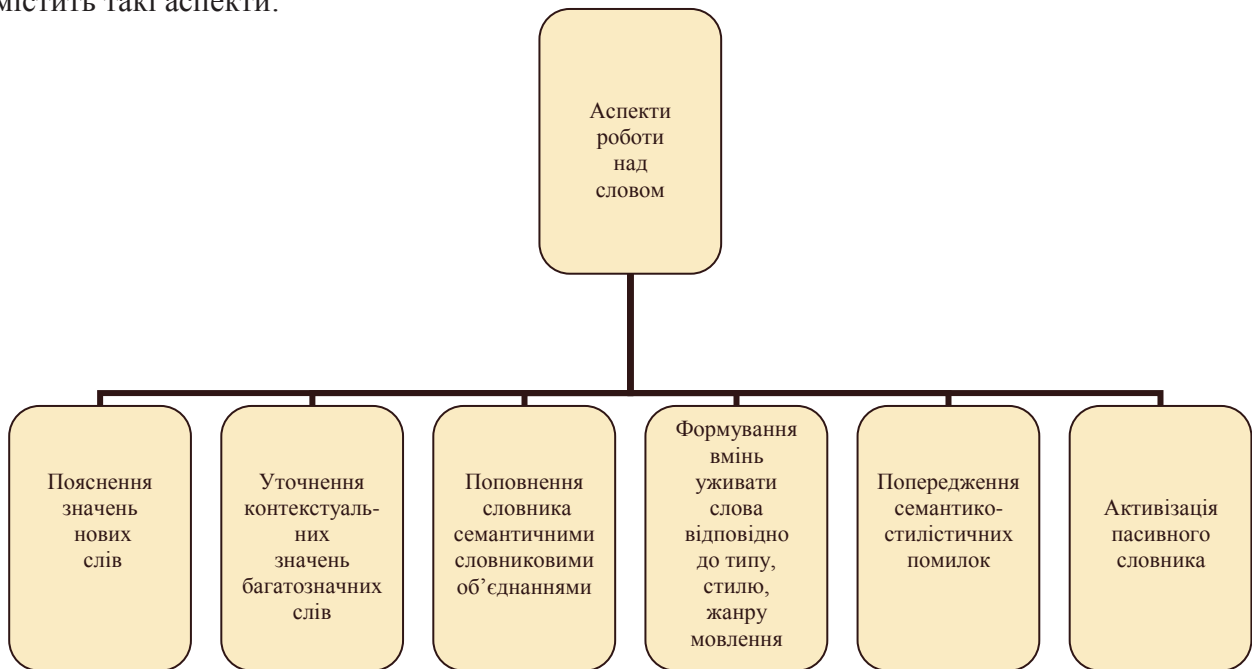 містить такі аспекти:
Аспекти
роботи
над
словом
Пояснення
значень
нових
слів
Уточнення
контекстуаль-
них
значень
багатозначних
слів
Поповнення
словника
семантичними
словниковими
об’єднаннями
Формування
вмінь
уживати
слова
відповідно
до типу,
стилю,
жанру
мовлення
Попередження
семантико-
стилістичних
помилок
Активізація
пасивного
словника